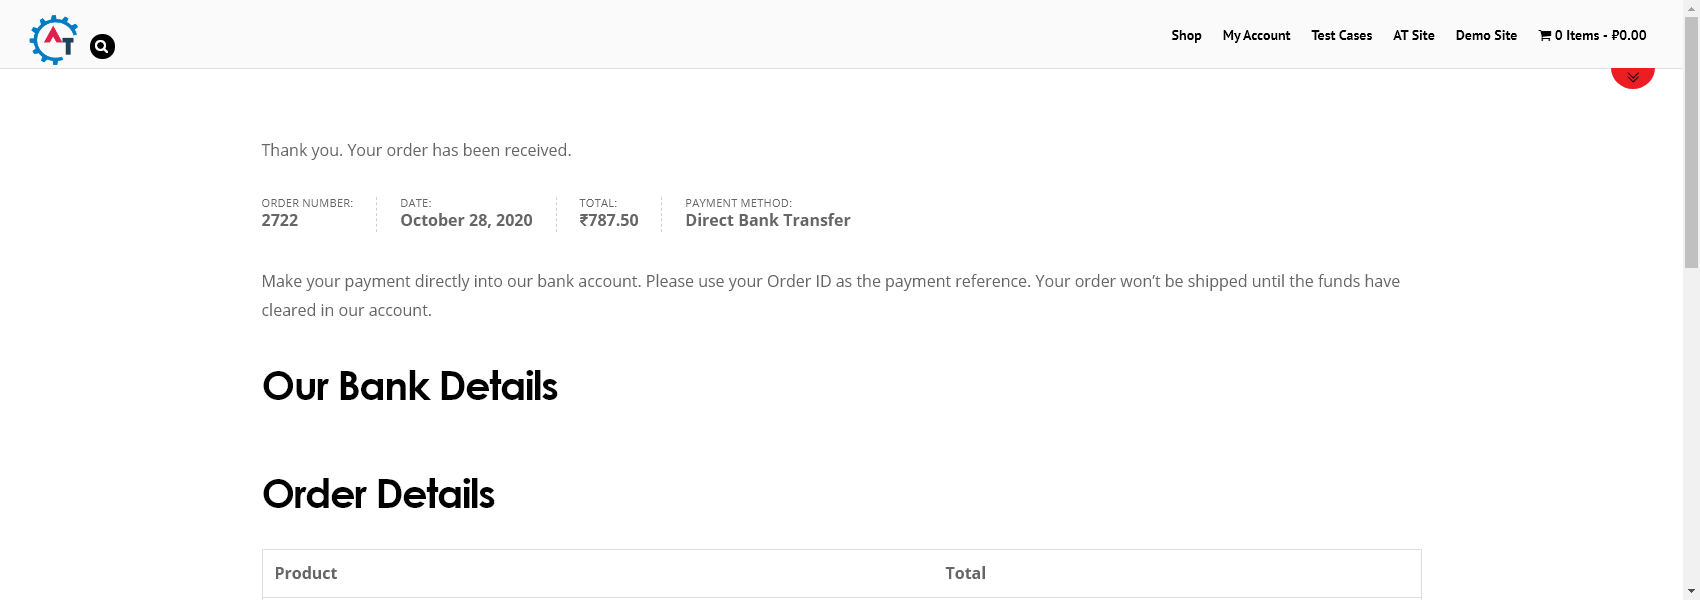 AT
Shop My Account Test Cases AT Site Demo Site 0 Items - ₽0.00
Thank you. Your order has been received.
ORDER NUMBER: DATE: TOTAL: PAYMENT METHOD:
2722 October 28, 2020 ₹787.50 Direct Bank Transfer
Make your payment directly into our bank account. Please use your Order ID as the payment reference. Your order won’t be shipped until the funds have
cleared in our account.
Our Bank Details
Order Details
Product Total